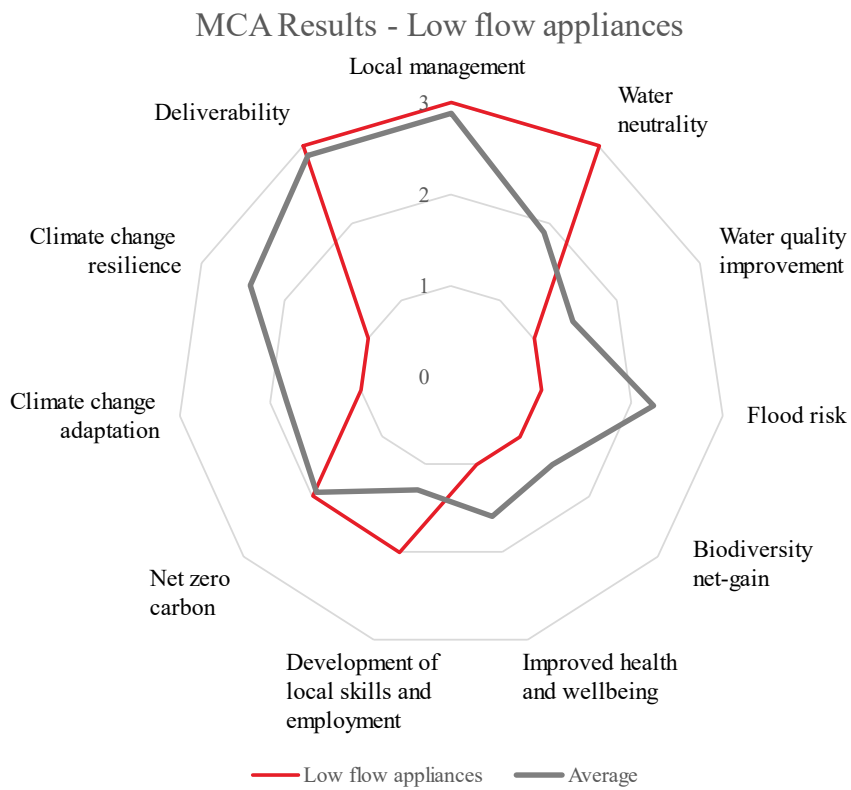 MCA Results - Low flow appliances
Local management
Water
neutrality
Water quality
improvement
Flood risk
Biodiversity
net-gain
Improved health
and wellbeing
Development of
local skills and
employment
Net zero
carbon
Climate change
adaptation
Climate change
resilience
Deliverability
3
2
1
0
Low flow appliances
Average